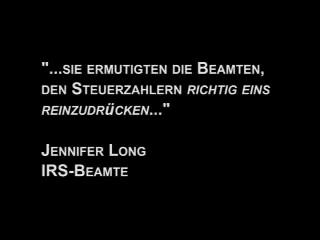 "...SIE ERMUTIGTEN DIE BEAMTEN,
DEN STEUERZAHLERN RICHTIG EINS
REINZUDRüCKEN..."
JENNIFER LONG
IRS-BEAMTE